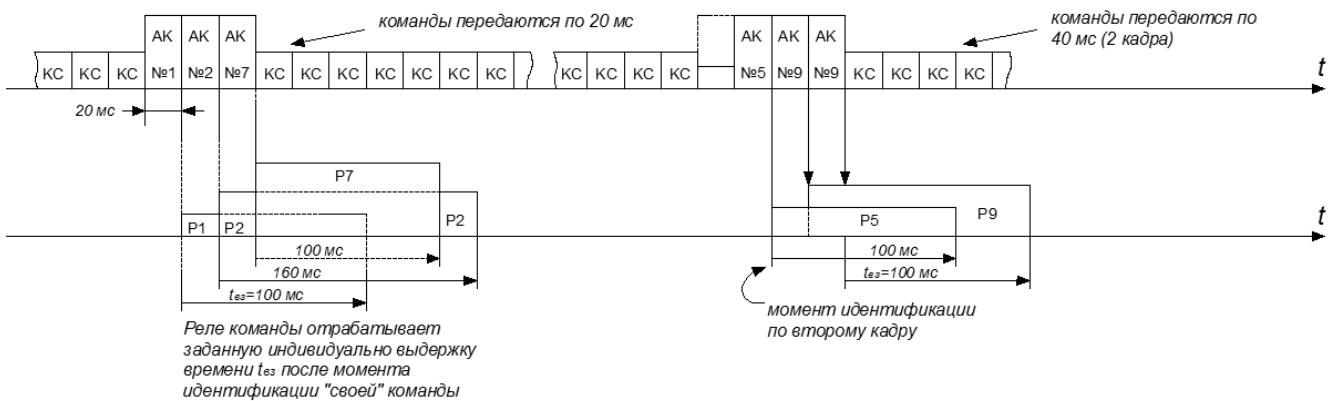 команды передаются по 20 мс
команды передаются по
40 мс (2 кадра)
АК АК АК АК АК АК
КС КС КС №1 №2 №7 КС КС КС КС КС КС КС КС КС КС КС №5 №9 №9 КС КС КС КС
t
20 мс
P7
P1 P2 P2 P5 P9
t
100 мс 100 мс
160 мс tвз=100 мс
tвз=100 мс
Реле команды отрабатывает
заданную индивидуально выдержку
времени tвз после момента
идентификации "своей" команды
момент идентификации
по второму кадру